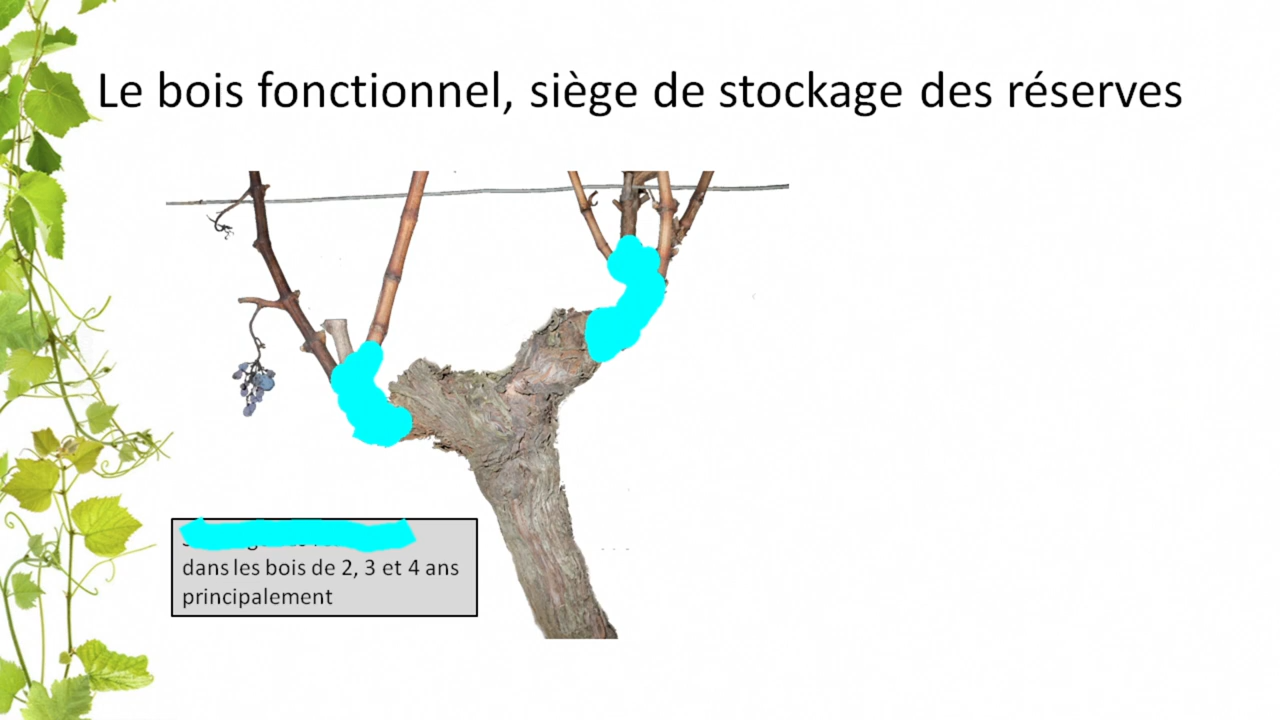 Le bois fonctionnel, siège de stockage des réserves
dans les bois de 2, 3 et 4 ans
principalement